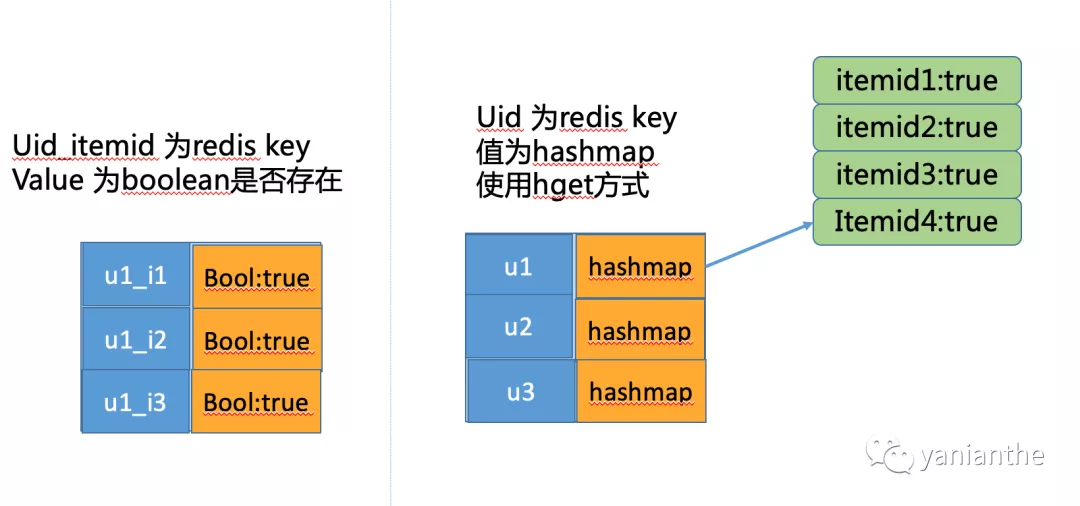 Uid_itemid 为redis key
Value 为boolean是否存在
u1_i1 Bool:true
u1_i2 Bool:true
u1_i3 Bool:true
Uid 为redis key
值为hashmap
使用hget方式
u1 hashmap
u2 hashmap
u3 hashmap
itemid1:true
itemid2:true
itemid3:true
Itemid4:true
yanianthe